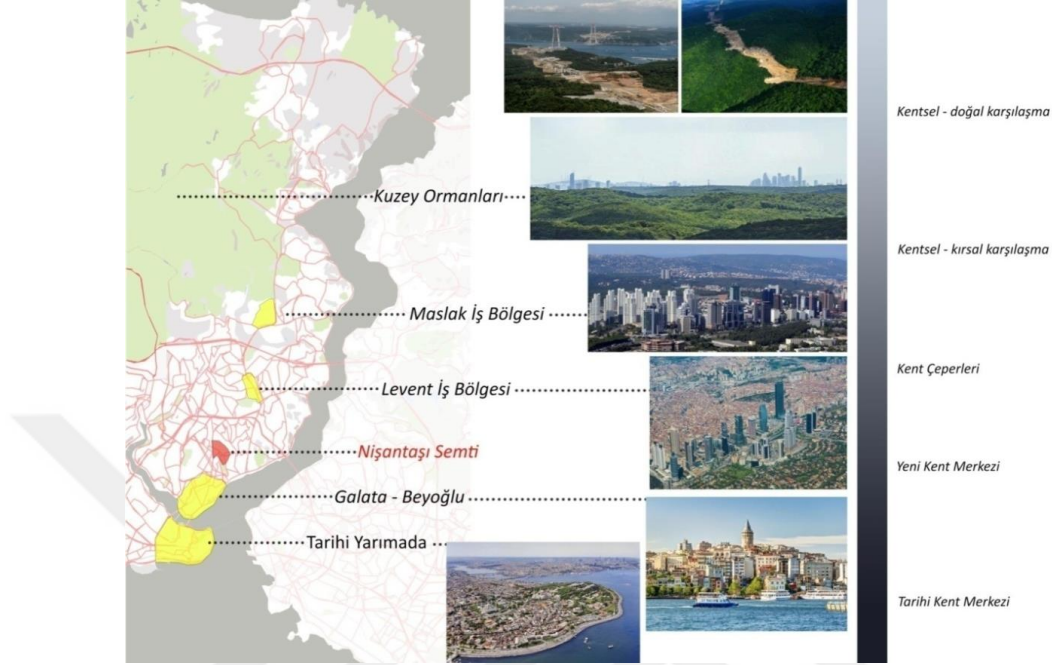 Kentsel - doğal karşılaşma
Kuzey Ormanları
Kentsel - kırsal karşılaşma
Maslak İş Bölgesi
Kent Çeperleri
Levent İş Bölgesi
Nişantaşı Semti
Yeni Kent Merkezi
Galata - Beyoğlu
Tarihi Yarımada
Tarihi Kent Merkezi